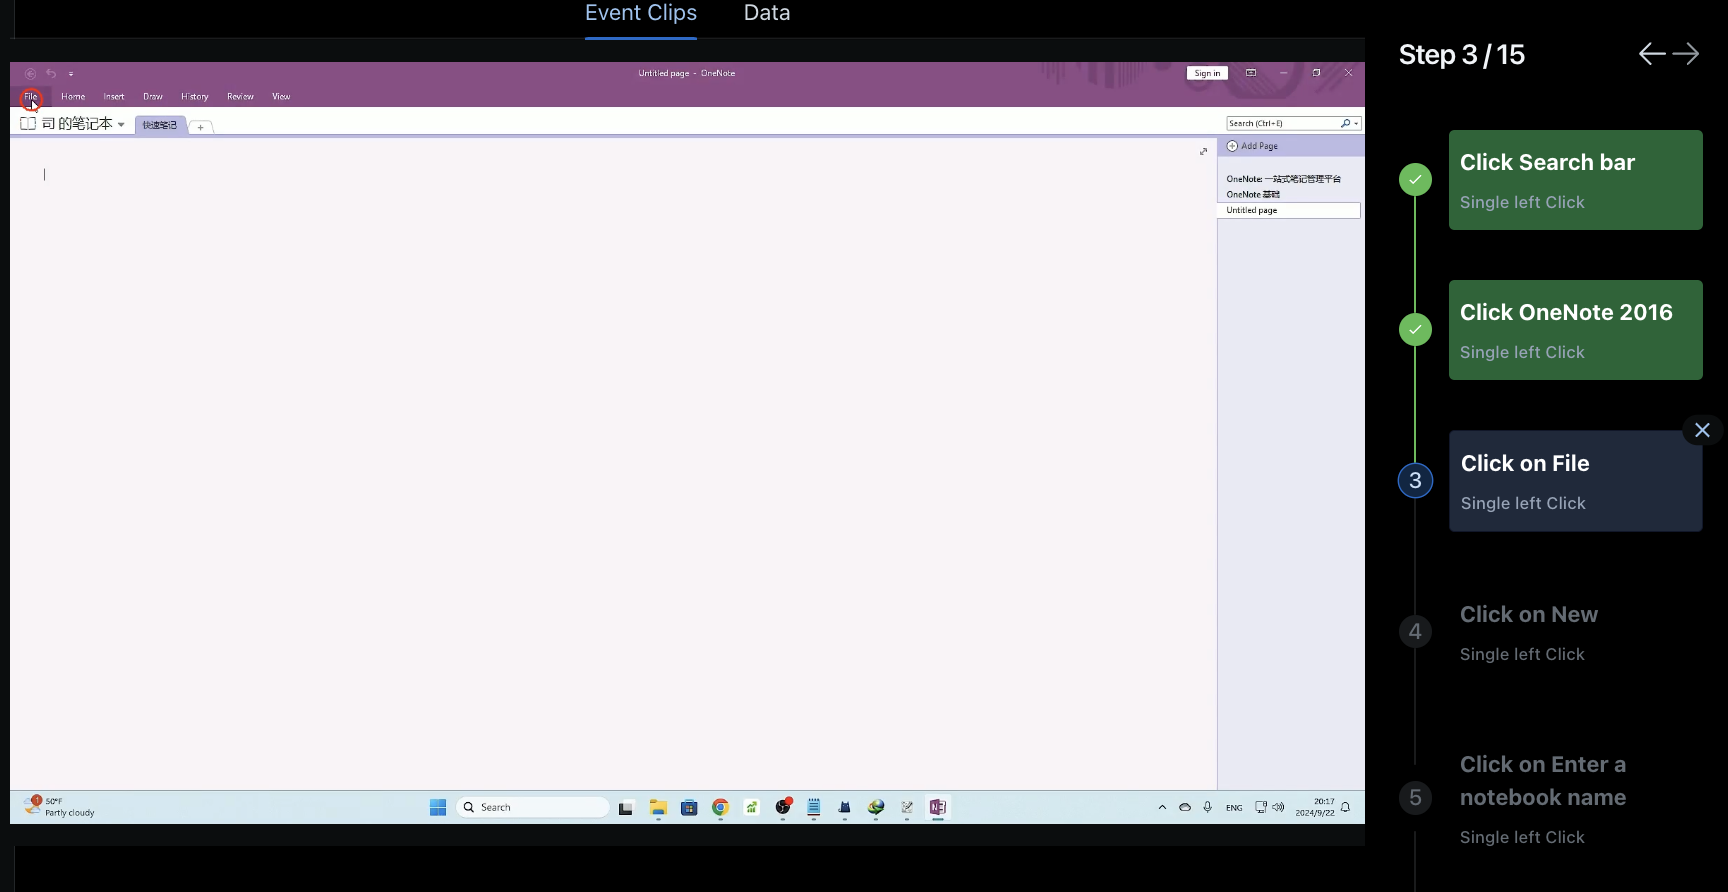 Event Clips Data
Step 3 / 15
Untitled page - OneNote
Sign in
File Home Insert Draw History Review View
司 的笔记本 快速笔记 +
Search (Ctrl+E)
Add Page
OneNote: 一站式笔记管理平台
OneNote 基础
Untitled page
Click Search bar
Single left Click
Click OneNote 2016
Single left Click
3
Click on File
Single left Click
4
Click on New
Single left Click
5
Click on Enter a
notebook name
Single left Click
1
50°F
Partly cloudy
Search
ENG
20:17
2024/9/22